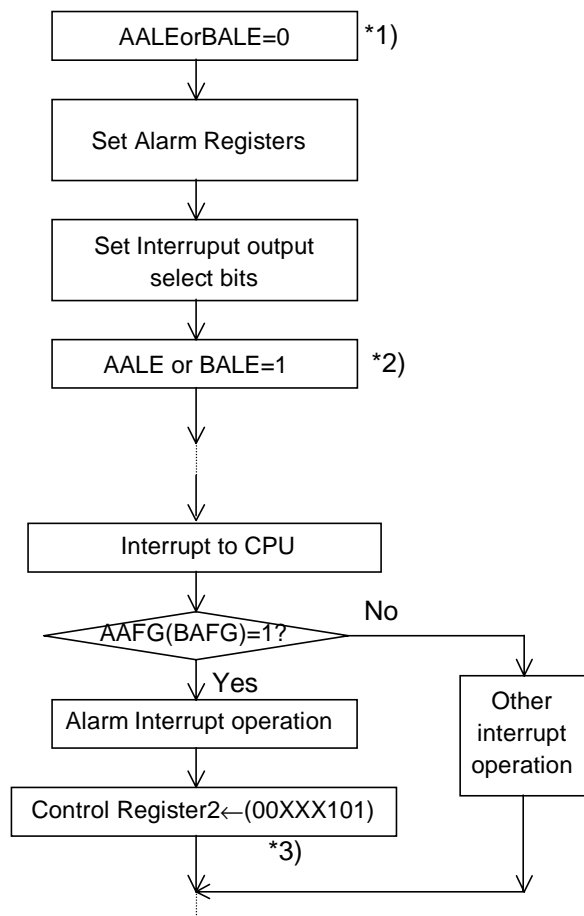 AALEorBALE=0
*1)
Set Alarm Registers
Set Interruput output
select bits
AALE or BALE=1
*2)
Interrupt to CPU
AAFG(BAFG)=1?
No
Yes
Alarm Interrupt operation
Other
interrupt
operation
Control Register2←(00XXX101)
*3)